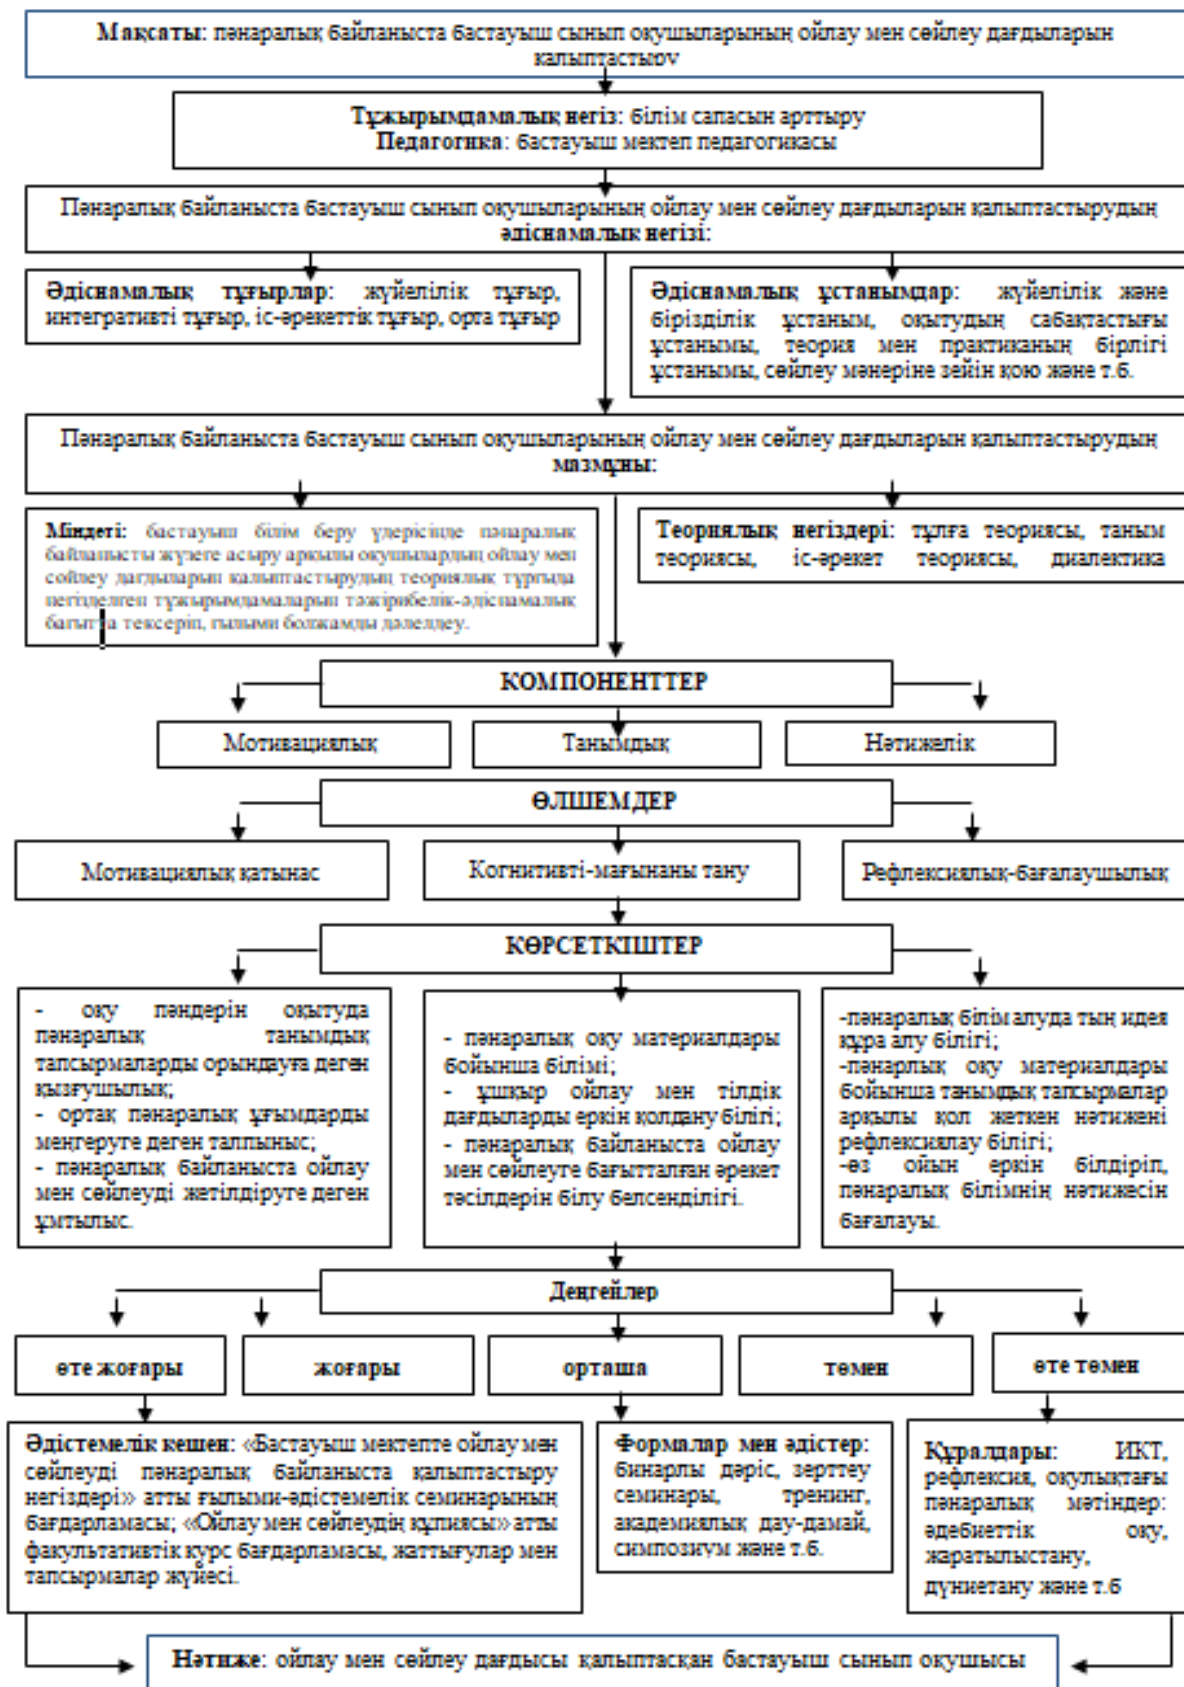 Мақсаты: пәнаралық байланыста бастауыш сынып оқушыларының ойлау мен сөйлеу дағдыларын
қалыптастыру
Тұжырымдамалық негіз: білім сапасын арттыру
Педагогика: бастауыш мектеп педагогикасы
Пәнаралық байланыста бастауыш сынып оқушыларының ойлау мен сөйлеу дағдыларын қалыптастырудың
әдіснамалық негізі:
Әдіснамалық тұғырлар: жүйелілік тұғыр,
интегративті тұғыр, іс-әрекеттік тұғыр, орта тұғыр
Әдіснамалық ұстанымдар: жүйелілік және
бірізділік ұстаным, оқытудың сабақтастығы
ұстанымы, теория мен практиканың бірлігі
ұстанымы, сөйлеу мәнеріне зейін қою және т.б.
Пәнаралық байланыста бастауыш сынып оқушыларының ойлау мен сөйлеу дағдыларын қалыптастырудың
мазмұны:
Міндеті: бастауыш білім беру үдерісінде пәнаралық
байланысты жүзеге асыру арқылы оқушылардың ойлау мен
сөйлеу дағдыларын қалыптастырудың теориялық тұрғыда
негізделген тұжырымдамаларын тәжірибелік-әдіснамалық
бағытта тексеріп, ғылыми болжамды дәлелдеу.
Теориялық негіздері: тұлға теориясы, таным
теориясы, іс-әрекет теориясы, диалектика
КОМПОНЕНТТЕР
Мотивациялық
Танымдық
Нәтижелік
ӨЛШЕМДЕР
Мотивациялық қатынас
Когнитивті-мағынаны тану
Рефлексиялық-бағалаушылық
КӨРСЕТКІШТЕР
- оқу пәндерін оқытуда
пәнаралық танымдық
тапсырмаларды орындауға деген
қызғушылық;
- ортақ пәнаралық ұғымдарды
меңгеруге деген талпыныс;
- пәнаралық байланыста ойлау
мен сөйлеуді жетілдіруге деген
ұмтылыс.
- пәнаралық оқу материалдары
бойынша білімі;
- ұшқыр ойлау мен тілдік
дағдыларды еркін қолдану білігі;
- пәнаралық байланыста ойлау
мен сөйлеуге бағытталған әрекет
тәсілдерін білу белсенділігі.
-пәнаралық білім алуда тың идея
құра алу білігі;
-пәнарлық оқу материалдары
бойынша танымдық тапсырмалар
арқылы қол жеткен нәтижені
рефлексиялау білігі;
-өз ойын еркін білдіріп,
пәнаралық білімнің нәтижесін
бағалауы.
Деңгейлер
өте жоғары
жоғары
орташа
төмен
өте төмен
Әдістемелік кешен: «Бастауыш мектепте ойлау мен
сөйлеуді пәнаралық байланыста қалыптастыру
негіздері» атты ғылыми-әдістемелік семинарының
бағдарламасы; «Ойлау мен сөйлеудің құпиясы» атты
факультативтік курс бағдарламасы, жаттығулар мен
тапсырмалар жүйесі.
Формалар мен әдістер:
бинарлы дәріс, зерттеу
семинары, тренинг,
академиялық дау-дамай,
симпозиум және т.б.
Құралдары: ИКТ,
рефлексия, оқулықтағы
пәнаралық мәтіндер:
әдебиеттік оқу,
жаратылыстану,
дүниетану және т.б
Нәтиже: ойлау мен сөйлеу дағдысы қалыптасқан бастауыш сынып оқушысы